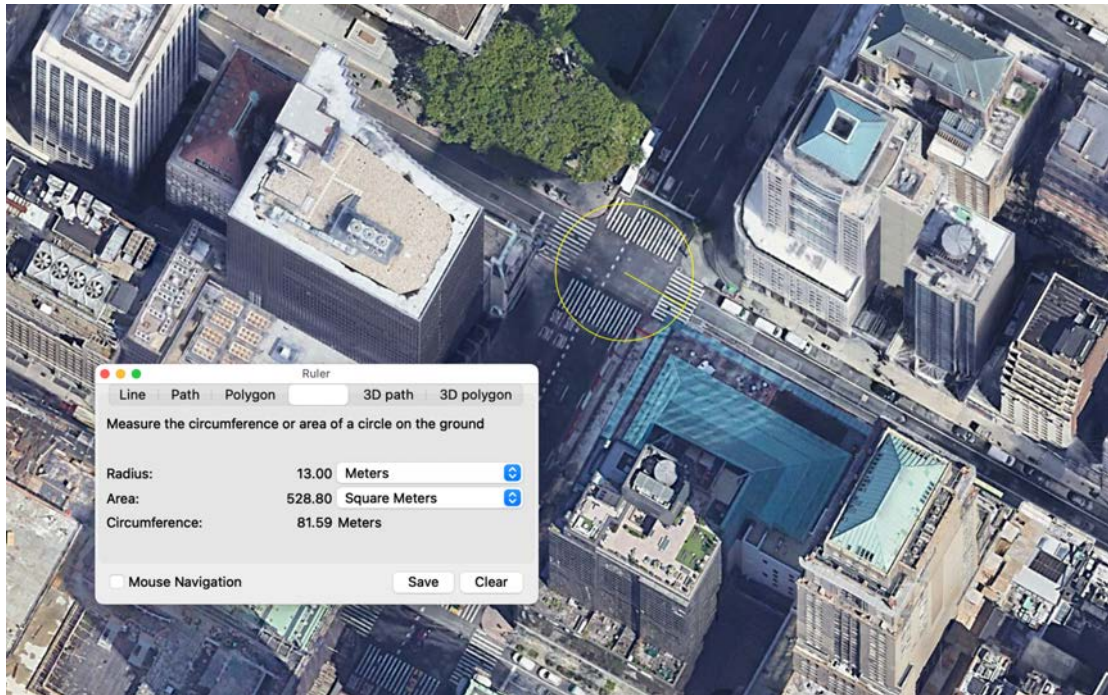 Ruler
Line Path Polygon 3D path 3D polygon
Measure the circumference or area of a circle on the ground
Radius: 13.00 Meters
Area: 528.80 Square Meters
Circumference: 81.59 Meters
Mouse Navigation Save Clear